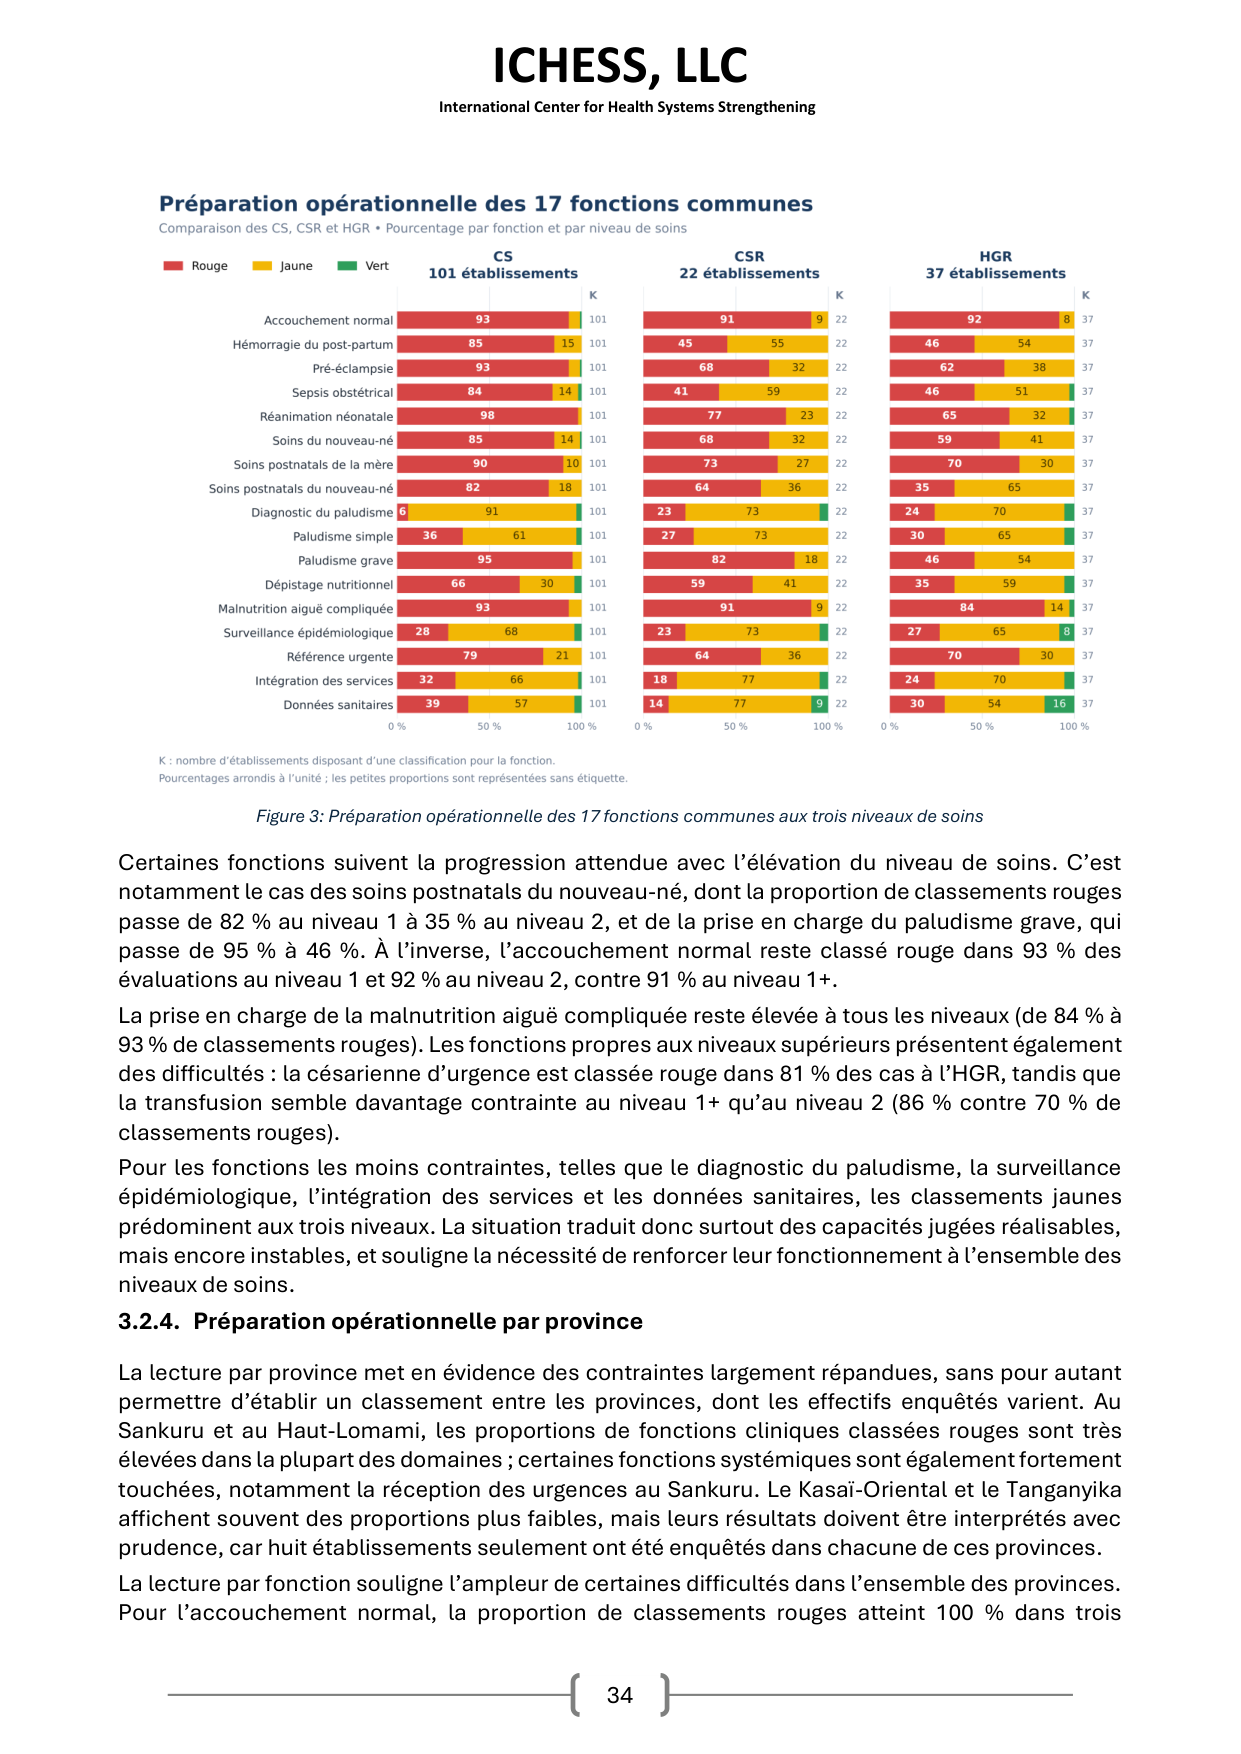 ICHESS, LLC
International Center for Health Systems Strengthening
Préparation opérationnelle des 17 fonctions communes
Comparaison des CS, CSR et HGR • Pourcentage par fonction et par niveau de soins
Rouge Jaune Vert
CS CSR HGR
101 établissements 22 établissements 37 établissements
K K K
Accouchement normal 93 101 91 9 22 92 8 37
Hémorragie du post-partum 85 15 101 45 55 22 46 54 37
Pré-éclampsie 93 101 68 32 22 62 38 37
Sepsis obstétrical 84 14 101 41 59 22 46 51 37
Réanimation néonatale 98 101 77 23 22 65 32 37
Soins du nouveau-né 85 14 101 68 32 22 59 41 37
Soins postnatals de la mère 90 10 101 73 27 22 70 30 37
Soins postnatals du nouveau-né 82 18 101 64 36 22 35 65 37
Diagnostic du paludisme 6 91 101 23 73 22 24 70 37
Paludisme simple 36 61 101 27 73 22 30 65 37
Paludisme grave 95 101 82 18 22 46 54 37
Dépistage nutritionnel 66 30 101 59 41 22 35 59 37
Malnutrition aiguë compliquée 93 101 91 9 22 84 14 37
Surveillance épidémiologique 28 68 101 23 73 22 27 65 8 37
Référence urgente 79 21 101 64 36 22 70 30 37
Intégration des services 32 66 101 18 77 22 24 70 37
Données sanitaires 39 57 101 14 77 9 22 30 54 16 37
0 % 50 % 100 % 0 % 50 % 100 % 0 % 50 % 100 %
K : nombre d’établissements disposant d’une classification pour la fonction.
Pourcentages arrondis à l’unité ; les petites proportions sont représentées sans étiquette.
Figure 3: Préparation opérationnelle des 17 fonctions communes aux trois niveaux de soins
Certaines fonctions suivent la progression attendue avec l’élévation du niveau de soins. C’est
notamment le cas des soins postnatals du nouveau-né, dont la proportion de classements rouges
passe de 82 % au niveau 1 à 35 % au niveau 2, et de la prise en charge du paludisme grave, qui
passe de 95 % à 46 %. À l’inverse, l’accouchement normal reste classé rouge dans 93 % des
évaluations au niveau 1 et 92 % au niveau 2, contre 91 % au niveau 1+.
La prise en charge de la malnutrition aiguë compliquée reste élevée à tous les niveaux (de 84 % à
93 % de classements rouges). Les fonctions propres aux niveaux supérieurs présentent également
des difficultés : la césarienne d’urgence est classée rouge dans 81 % des cas à l’HGR, tandis que
la transfusion semble davantage contrainte au niveau 1+ qu’au niveau 2 (86 % contre 70 % de
classements rouges).
Pour les fonctions les moins contraintes, telles que le diagnostic du paludisme, la surveillance
épidémiologique, l’intégration des services et les données sanitaires, les classements jaunes
prédominent aux trois niveaux. La situation traduit donc surtout des capacités jugées réalisables,
mais encore instables, et souligne la nécessité de renforcer leur fonctionnement à l’ensemble des
niveaux de soins.
3.2.4. Préparation opérationnelle par province
La lecture par province met en évidence des contraintes largement répandues, sans pour autant
permettre d’établir un classement entre les provinces, dont les effectifs enquêtés varient. Au
Sankuru et au Haut-Lomami, les proportions de fonctions cliniques classées rouges sont très
élevées dans la plupart des domaines ; certaines fonctions systémiques sont également fortement
touchées, notamment la réception des urgences au Sankuru. Le Kasaï-Oriental et le Tanganyika
affichent souvent des proportions plus faibles, mais leurs résultats doivent être interprétés avec
prudence, car huit établissements seulement ont été enquêtés dans chacune de ces provinces.
La lecture par fonction souligne l’ampleur de certaines difficultés dans l’ensemble des provinces.
Pour l’accouchement normal, la proportion de classements rouges atteint 100 % dans trois
34